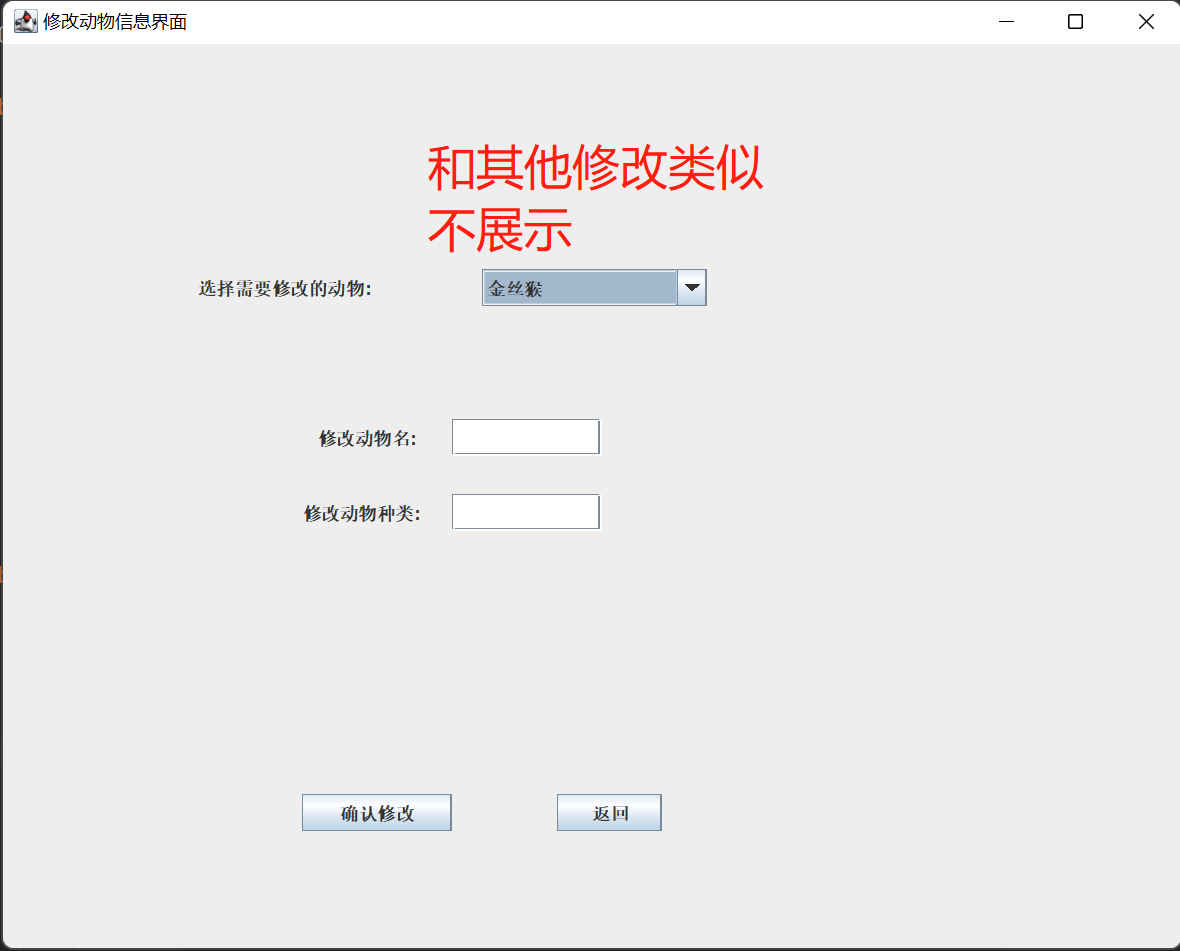 修改动物信息界面
和其他修改类似
不展示
选择需要修改的动物:
金丝猴
修改动物名:
修改动物种类:
确认修改
返回